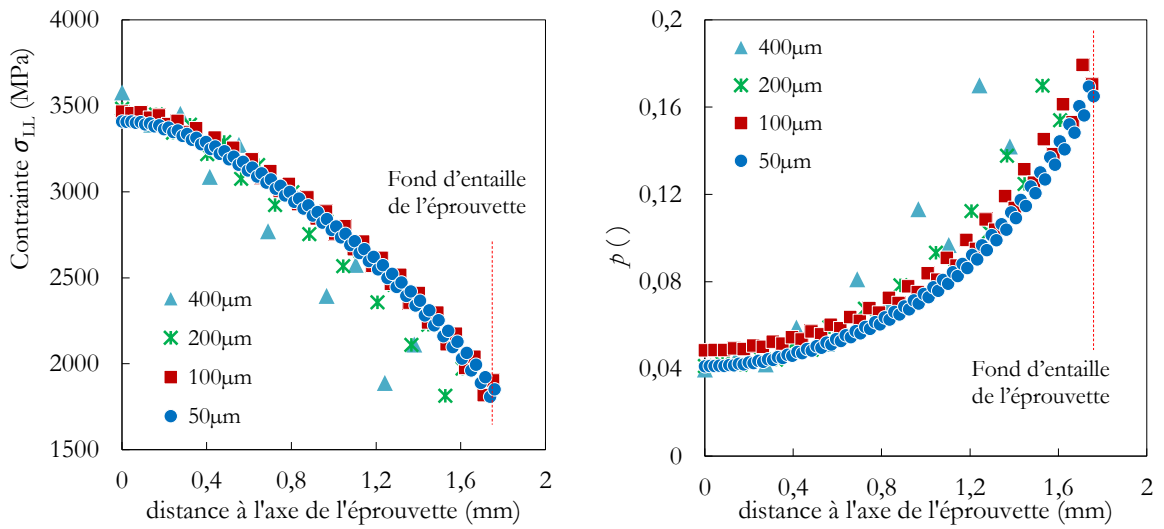 Contrainte σLL (MPa)
4000
3500
3000
2500
2000
1500
Fond d'entaille
de l'éprouvette
400µm
200µm
100µm
50µm
0
0,4
0,8
1,2
1,6
2
distance à l'axe de l'éprouvette (mm)
p ()
0,2
0,16
0,12
0,08
0,04
0
400µm
200µm
100µm
50µm
Fond d'entaille
de l'éprouvette
0
0,4
0,8
1,2
1,6
2
distance à l'axe de l'éprouvette (mm)